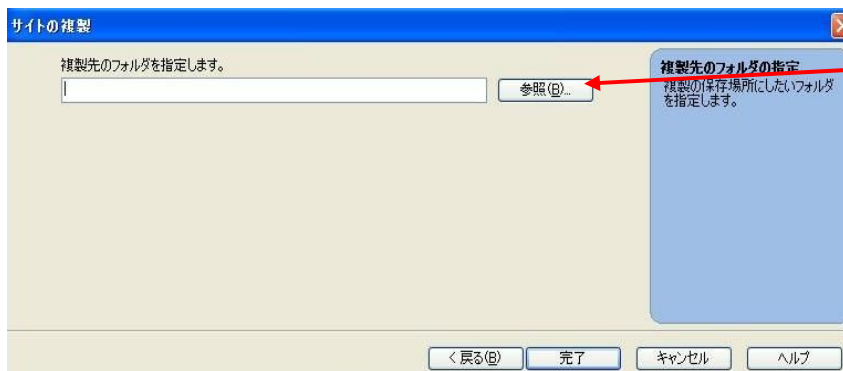 サイトの複製
複製先のフォルダを指定します。
参照(B)...
複製先のフォルダの指定
複製の保存場所にしたいフォルダ
を指定します。
< 戻る(B)
完了
キャンセル
ヘルプ